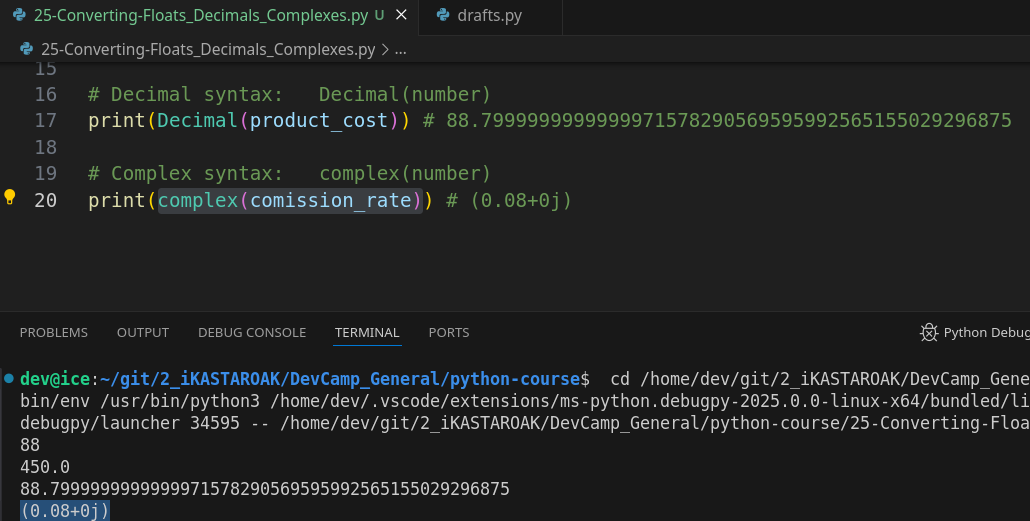 25-Converting-Floats_Decimals_Complexes.py U
drafts.py
25-Converting-Floats_Decimals_Complexes.py > ...
15
16 # Decimal syntax:   Decimal(number)
17 print(Decimal(product_cost)) # 88.7999999999999971578290569595992565155029296875
18
19 # Complex syntax:   complex(number)
20 print(complex(comission_rate)) # (0.08+0j)
PROBLEMS OUTPUT DEBUG CONSOLE TERMINAL PORTS Python Debug
dev@ice:~/git/2_iKASTAROAK/DevCamp_General/python-course$  cd /home/dev/git/2_iKASTAROAK/DevCamp_Gene
bin/env /usr/bin/python3 /home/dev/.vscode/extensions/ms-python.debugpy-2025.0.0-linux-x64/bundled/li
debugpy/launcher 34595 -- /home/dev/git/2_iKASTAROAK/DevCamp_General/python-course/25-Converting-Floa
88
450.0
88.7999999999999971578290569595992565155029296875
(0.08+0j)